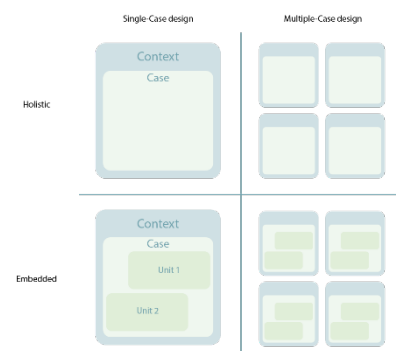 Single-Case design
Multiple-Case design
Holistic
Context
Case
Embedded
Context
Case
Unit 1
Unit 2